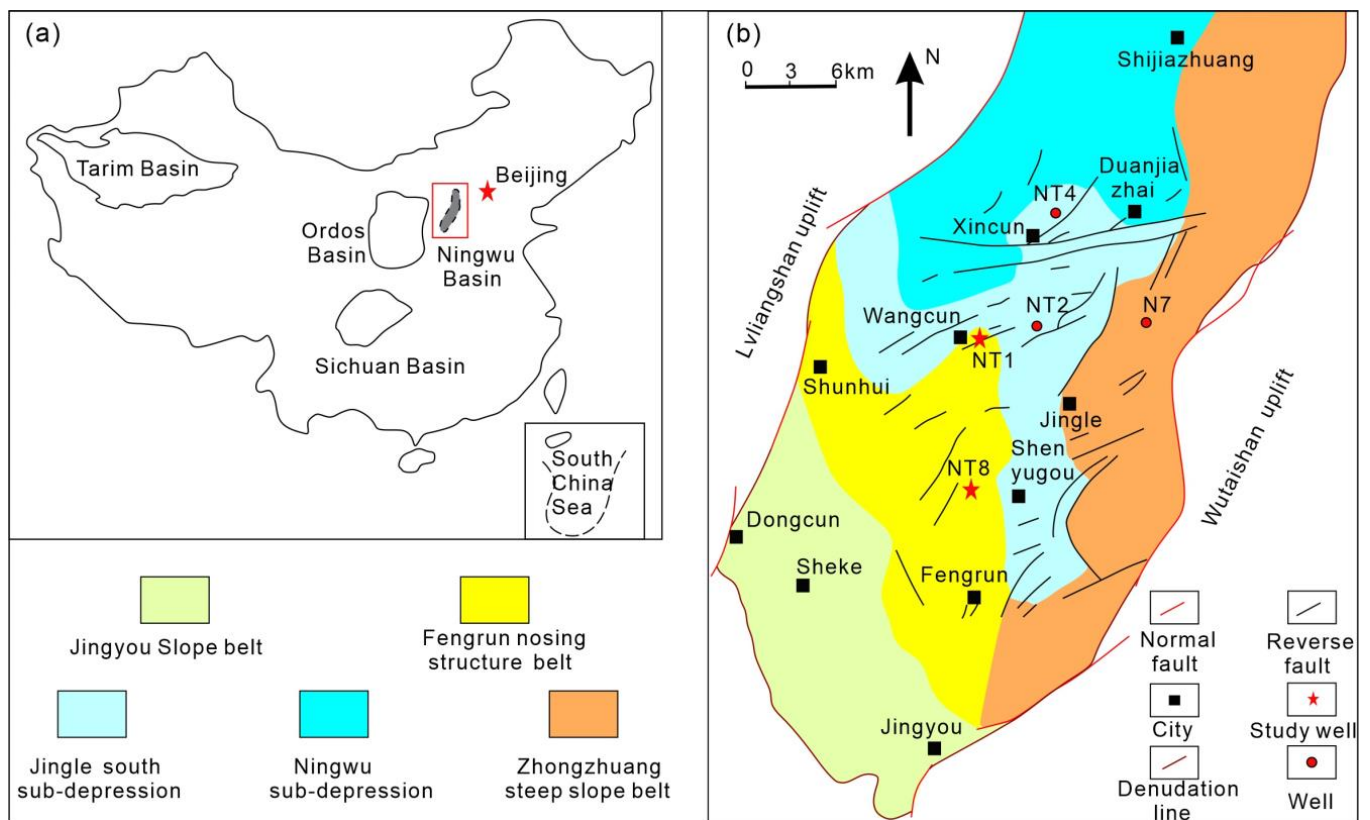 (a)
Tarim Basin
Beijing
Ordos
Basin
Ningwu
Basin
Sichuan Basin
South
China
Sea
Jingyou Slope belt
Fengrun nosing
structure belt
Jingle south
sub-depression
Ningwu
sub-depression
Zhongzhuang
steep slope belt
(b)
0 3 6km
N
Shijiazhuang
Duanjia
zhai
NT4
Xincun
Lvliangshan uplift
Wangcun
NT2
N7
NT1
Shunhui
Jingle
Shen
yugou
NT8
Wutaishan uplift
Dongcun
Sheke
Fengrun
Jingyou
Normal
fault
Reverse
fault
City
Study well
Denudation
line
Well